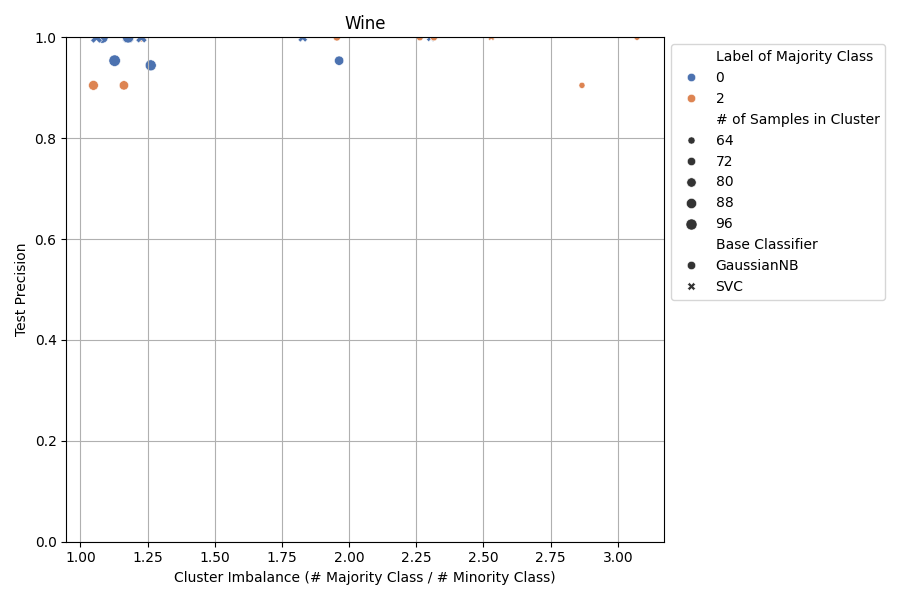 Wine
1.0
0.8
0.6
0.4
0.2
0.0
Test Precision
1.00 1.25 1.50 1.75 2.00 2.25 2.50 2.75 3.00
Cluster Imbalance (# Majority Class / # Minority Class)
Label of Majority Class
0
2
# of Samples in Cluster
64
72
80
88
96
Base Classifier
GaussianNB
SVC